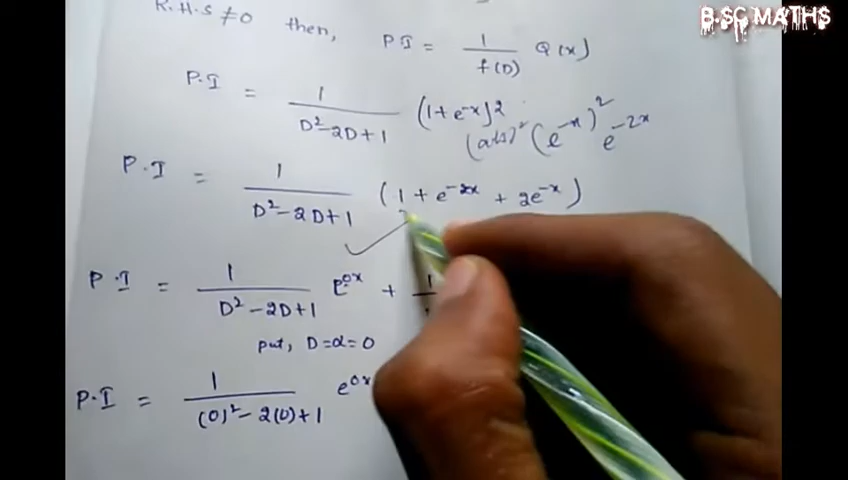 B.SC MATHS
R.H.S ≠ 0 then, P I = 1/f(D) Q(x)
P.I = 1/(D² - 2D + 1) (1 + e^-x)²
(a+b)² (e^-x)² e^-2x
P.I = 1/(D² - 2D + 1) (1 + e^-2x + 2e^-x)
P.I = 1/(D² - 2D + 1) e^0x + 1
put, D = α = 0
P.I = 1/((0)² - 2(0) + 1) e^0x